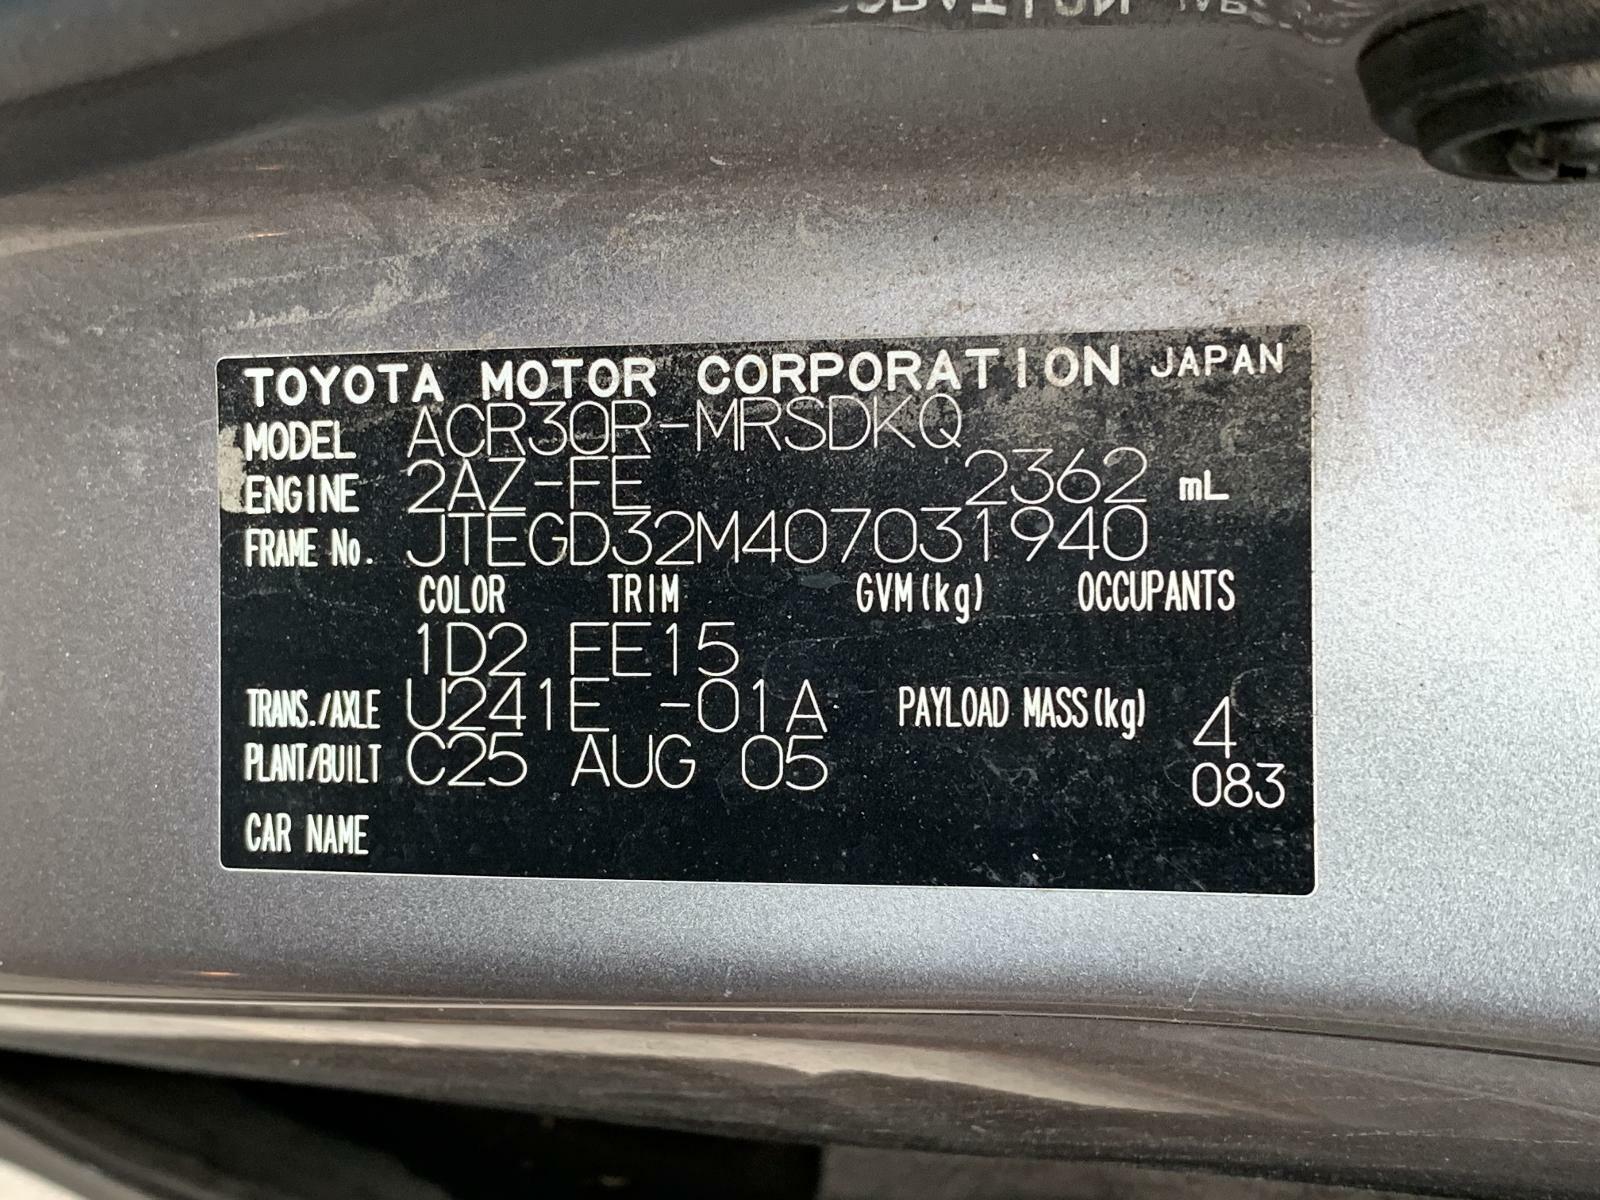 TOYOTA MOTOR CORPORATION JAPAN
MODEL ACR30R-MRSDKQ
ENGINE 2AZ-FE 2362 mL
FRAME No. JTEGD32M407031940
COLOR TRIM GVM(kg) OCCUPANTS
1D2 FE15
TRANS./AXLE U241E -01A PAYLOAD MASS(kg) 4
PLANT/BUILT C25 AUG 05 083
CAR NAME